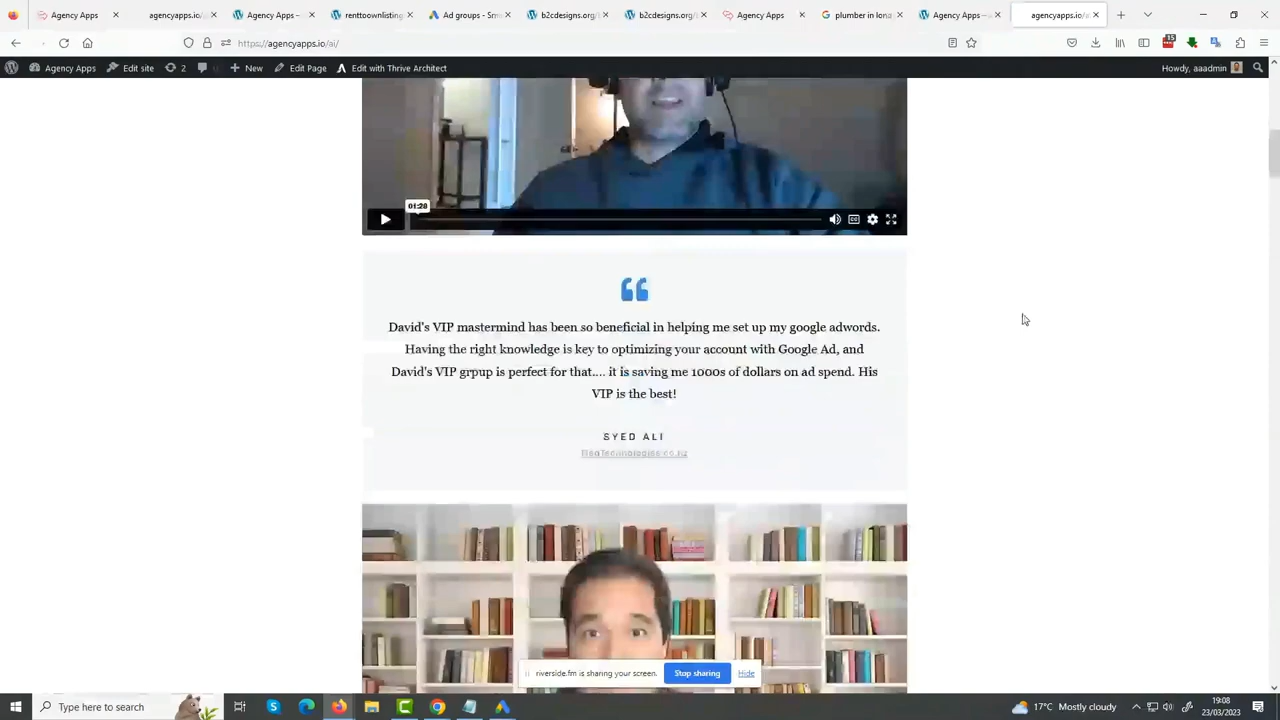 Agency Apps
agencyapps.io/ai/
Agency Apps –
renttownlisting
Ad groups - Sm
b2cdesigns.org/
b2cdesigns.org/
Agency Apps
plumber in long
Agency Apps –
agencyapps.io/a
https://agencyapps.io/ai/
15
Agency Apps
Edit site
2
New
Edit Page
Edit with Thrive Architect
Howdy, aaadmin
01:28
CC
David's VIP mastermind has been so beneficial in helping me set up my google adwords.
Having the right knowledge is key to optimizing your account with Google Ad, and
David's VIP grpup is perfect for that.... it is saving me 1000s of dollars on ad spend. His
VIP is the best!
SYED ALI
riverside.fm is sharing your screen.
Stop sharing
Hide
Type here to search
17°C Mostly cloudy
19:08
23/03/2023